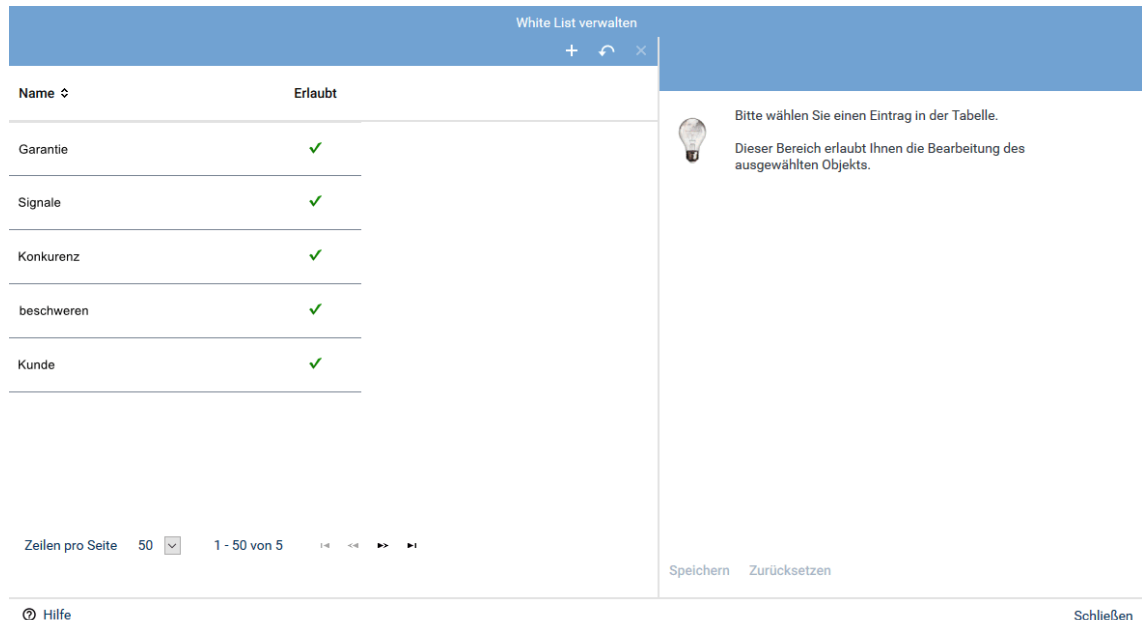 White List verwalten
Name Erlaubt
Garantie
Signale
Konkurenz
beschweren
Kunde
Zeilen pro Seite 50 1 - 50 von 5
Bitte wählen Sie einen Eintrag in der Tabelle.
Dieser Bereich erlaubt Ihnen die Bearbeitung des
ausgewählten Objekts.
Speichern Zurücksetzen
Hilfe
Schließen